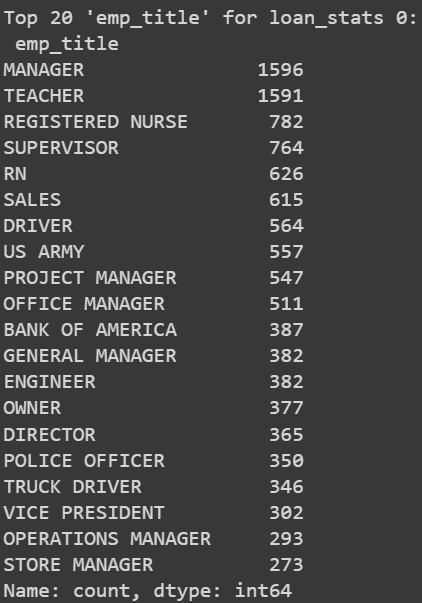 Top 20 'emp_title' for loan_stats 0:
emp_title
MANAGER 1596
TEACHER 1591
REGISTERED NURSE 782
SUPERVISOR 764
RN 626
SALES 615
DRIVER 564
US ARMY 557
PROJECT MANAGER 547
OFFICE MANAGER 511
BANK OF AMERICA 387
GENERAL MANAGER 382
ENGINEER 382
OWNER 377
DIRECTOR 365
POLICE OFFICER 350
TRUCK DRIVER 346
VICE PRESIDENT 302
OPERATIONS MANAGER 293
STORE MANAGER 273
Name: count, dtype: int64